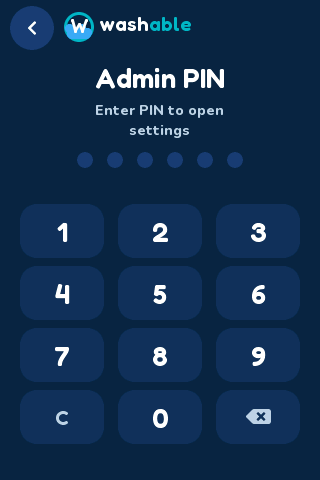 W washable
Admin PIN
Enter PIN to open
settings
1 2 3
4 5 6
7 8 9
C 0